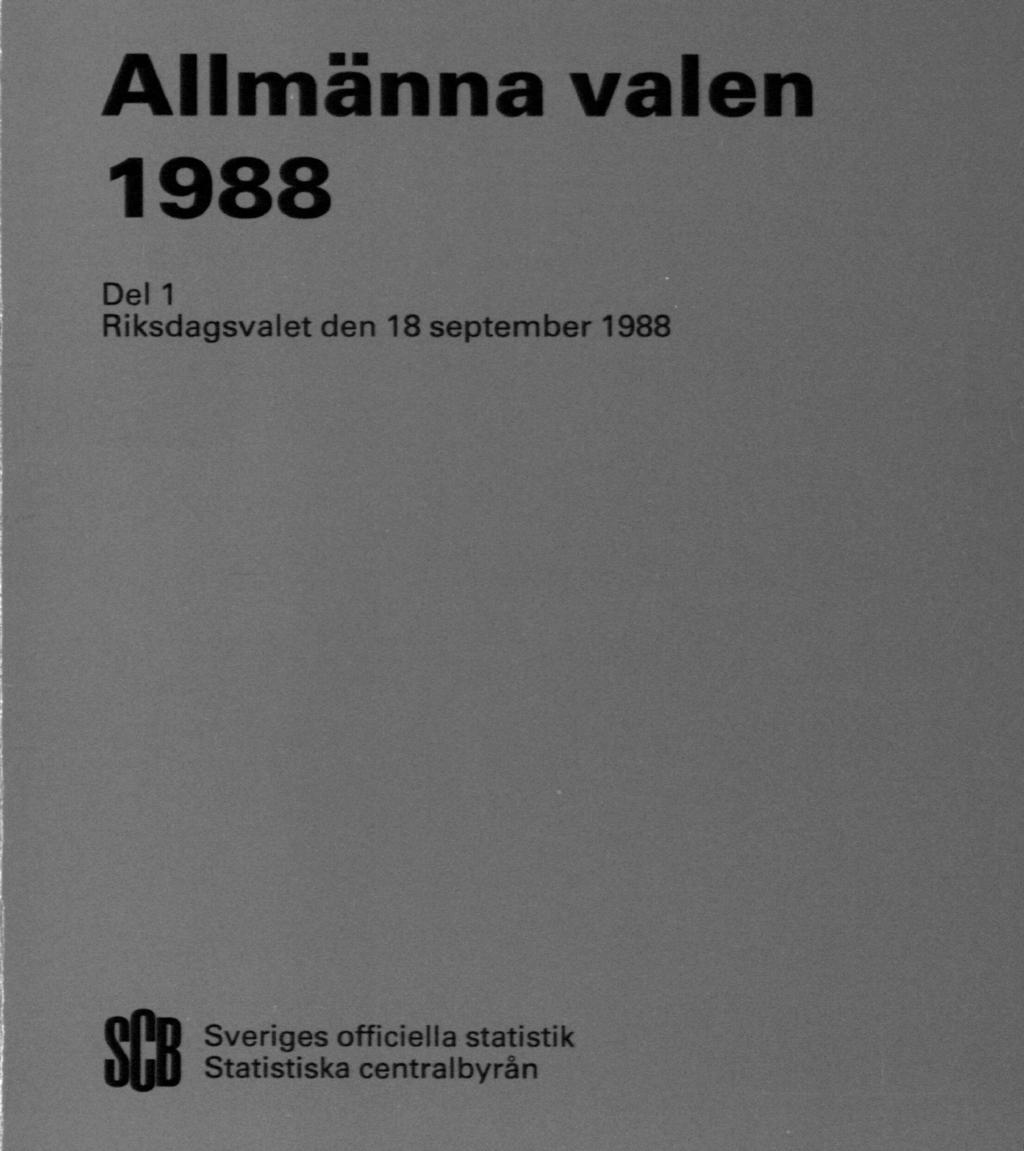 Allmänna valen
1988
Del 1
Riksdagsvalet den 18 september 1988
SCB
Sveriges officiella statistik
Statistiska centralbyrån